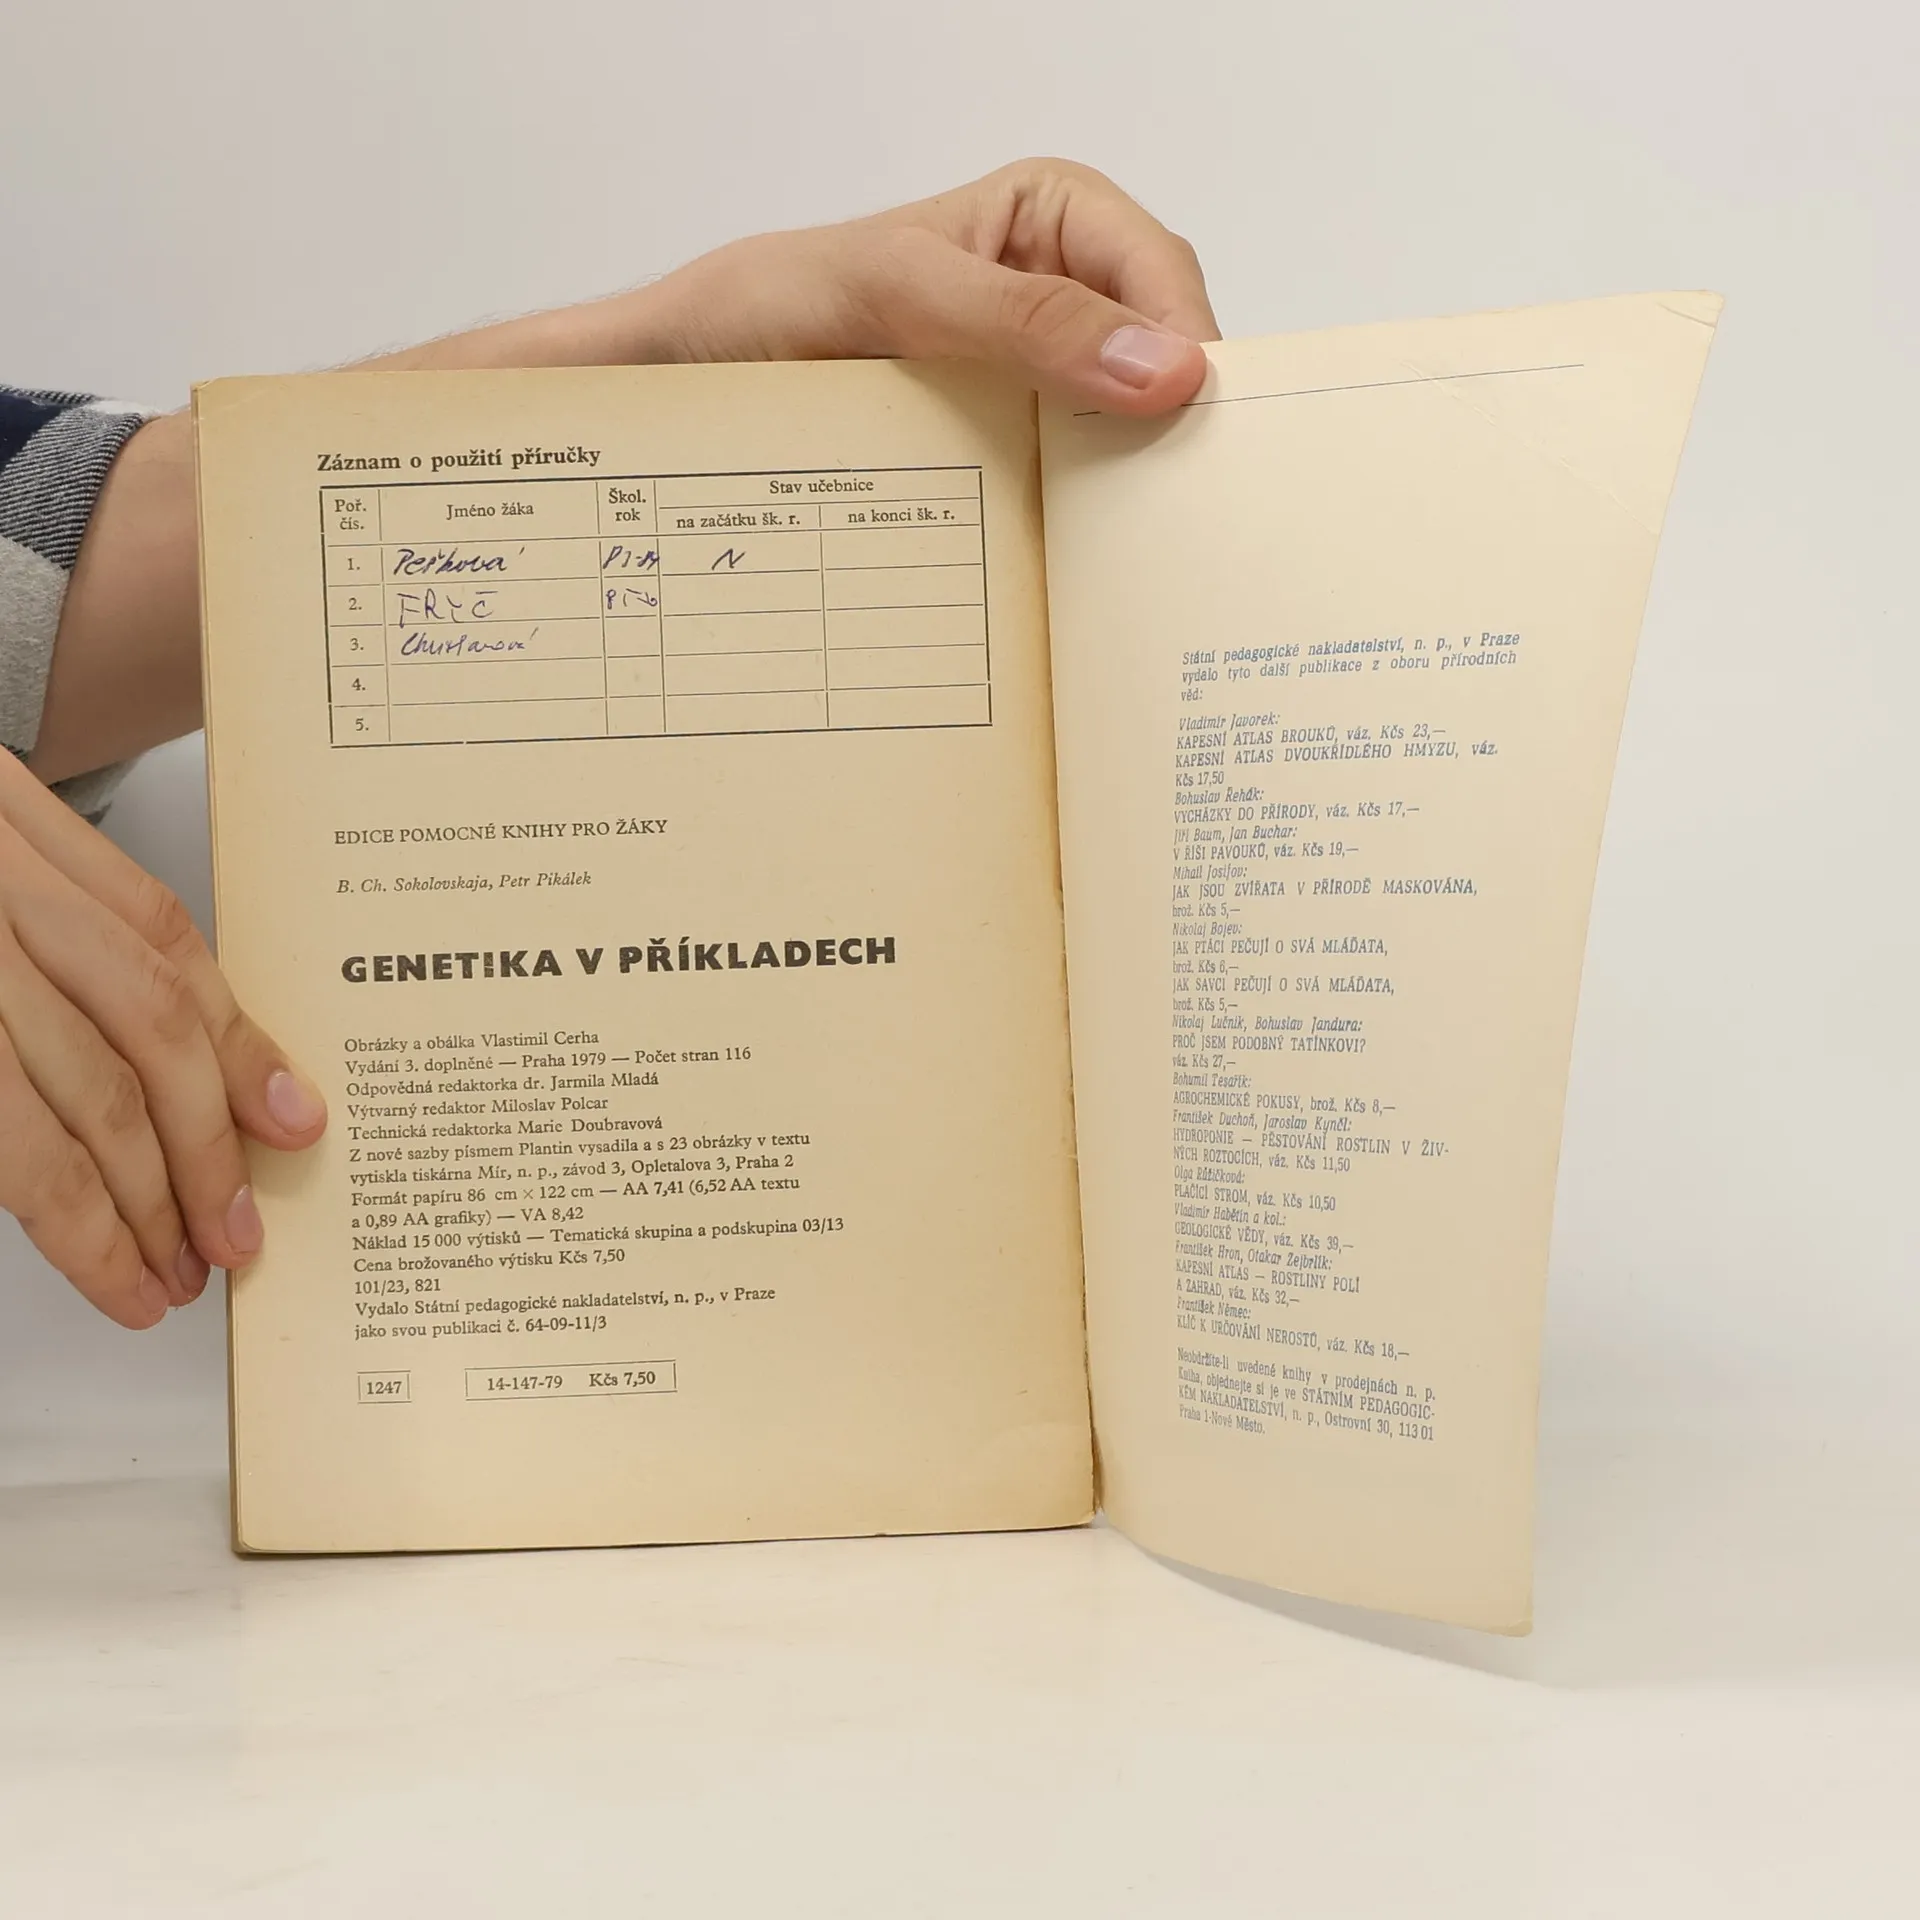 Záznam o použití příručky
Poř. čís. Jméno žáka Škol. rok Stav učebnice
na začátku šk. r. na konci šk. r.
1. Peškova' N
2. FRYČ
3.
4.
5.
EDICE POMOCNÉ KNIHY PRO ŽÁKY
B. Ch. Sokolovskaja, Petr Pikálek
GENETIKA V PŘÍKLADECH
Obrázky a obálka Vlastimil Cerha
Vydání 3. doplněné — Praha 1979 — Počet stran 116
Odpovědná redaktorka dr. Jarmila Mladá
Výtvarný redaktor Miloslav Polcar
Technická redaktorka Marie Doubravová
Z nové sazby písmem Plantin vysadila a s 23 obrázky v textu
vytiskla tiskárna Mír, n. p., závod 3, Opletalova 3, Praha 2
Formát papíru 86 cm × 122 cm — AA 7,41 (6,52 AA textu
a 0,89 AA grafiky) — VA 8,42
Náklad 15 000 výtisků — Tematická skupina a podskupina 03/13
Cena brožovaného výtisku Kčs 7,50
101/23, 821
Vydalo Státní pedagogické nakladatelství, n. p., v Praze
jako svou publikaci č. 64-09-11/3
1247 14-147-79 Kčs 7,50
Státní pedagogické nakladatelství, n. p., v Praze
vydalo tyto další publikace z oboru přírodních
věd:
Vladimír Javorek:
KAPESNÍ ATLAS BROUKŮ, váz. Kčs 23,—
KAPESNÍ ATLAS DVOUKŘÍDLÉHO HMYZU, váz.
Kčs 17,50
Bohuslav Řehák:
VYCHÁZKY DO PŘÍRODY, váz. Kčs 17,—
Jiří Baum, Jan Buchar:
V ŘÍŠI PAVOUKŮ, váz. Kčs 19,—
Mihail Josifov:
JAK JSOU ZVÍŘATA V PŘÍRODĚ MASKOVÁNA,
brož. Kčs 5,—
Nikolaj Bojev:
JAK PTÁCI PEČUJÍ O SVÁ MLÁĎATA,
brož. Kčs 6,—
JAK SAVCI PEČUJÍ O SVÁ MLÁĎATA,
brož. Kčs 5,—
Nikolaj Lučnik, Bohuslav Jandura:
PROČ JSEM PODOBNÝ TATÍNKOVI?
váz. Kčs 27,—
Bohumil Tesařík:
AGROCHEMICKÉ POKUSY, brož. Kčs 8,—
František Duchoň, Jaroslav Kynčl:
HYDROPONIE — PĚSTOVÁNÍ ROSTLIN V ŽIV-
NÝCH ROZTOCÍCH, váz. Kčs 11,50
Olga Růžičková:
PLAČÍCÍ STROM, váz. Kčs 10,50
Vladimír Habětín a kol.:
GEOLOGICKÉ VĚDY, váz. Kčs 39,—
František Hron, Otakar Zejbrlík:
KAPESNÍ ATLAS — ROSTLINY POLÍ
A ZAHRAD, váz. Kčs 32,—
František Němec:
KLÍČ K URČOVÁNÍ NEROSTŮ, váz. Kčs 18,—
Neobdržíte-li uvedené knihy v prodejnách n. p.
Kniha, objednejte si je ve STÁTNÍM PEDAGOGIC-
KÉM NAKLADATELSTVÍ, n. p., Ostrovní 30, 113 01
Praha 1-Nové Město.